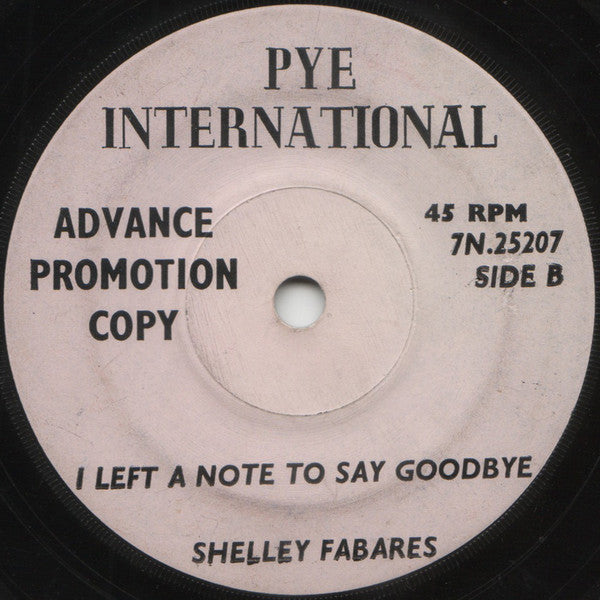 PYE
INTERNATIONAL
ADVANCE
PROMOTION
COPY
45 RPM
7N.25207
SIDE B
I LEFT A NOTE TO SAY GOODBYE
SHELLEY FABARES